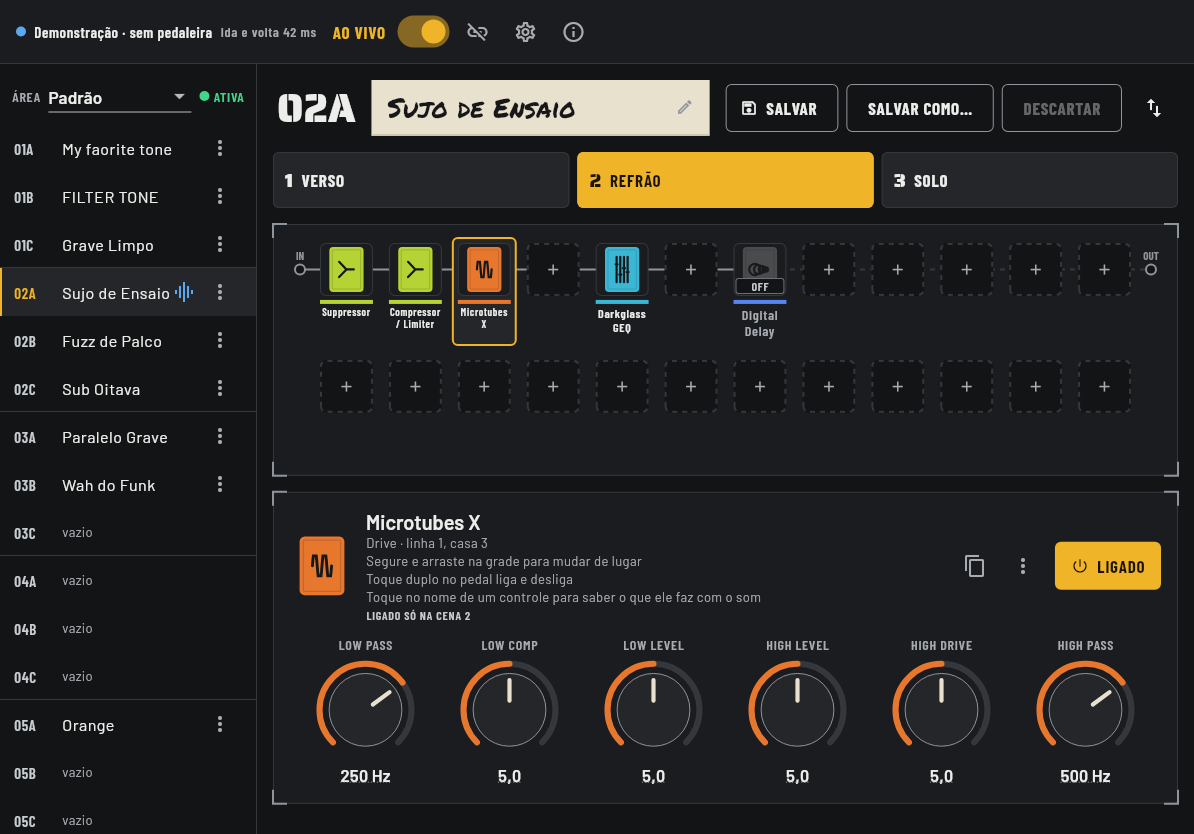 Demonstração · sem pedaleira Ida e volta 42 ms AO VIVO
ÁREA Padrão ATIVA
01A My faorite tone
01B FILTER TONE
01C Grave Limpo
02A Sujo de Ensaio
02B Fuzz de Palco
02C Sub Oitava
03A Paralelo Grave
03B Wah do Funk
03C vazio
04A vazio
04B vazio
04C vazio
05A Orange
05B vazio
05C vazio
02A Sujo de Ensaio SALVAR SALVAR COMO... DESCARTAR
1 VERSO 2 REFRÃO 3 SOLO
IN OUT
+ + + + + + +
OFF
Suppressor
Compressor
/ Limiter
Microtubes
X
Darkglass
GEQ
Digital
Delay
+ + + + + + + + + + + +
Microtubes X
Drive · linha 1, casa 3
Segure e arraste na grade para mudar de lugar
Toque duplo no pedal liga e desliga
Toque no nome de um controle para saber o que ele faz com o som
LIGADO SÓ NA CENA 2
LIGADO
LOW PASS LOW COMP LOW LEVEL HIGH LEVEL HIGH DRIVE HIGH PASS
250 Hz 5,0 5,0 5,0 5,0 500 Hz